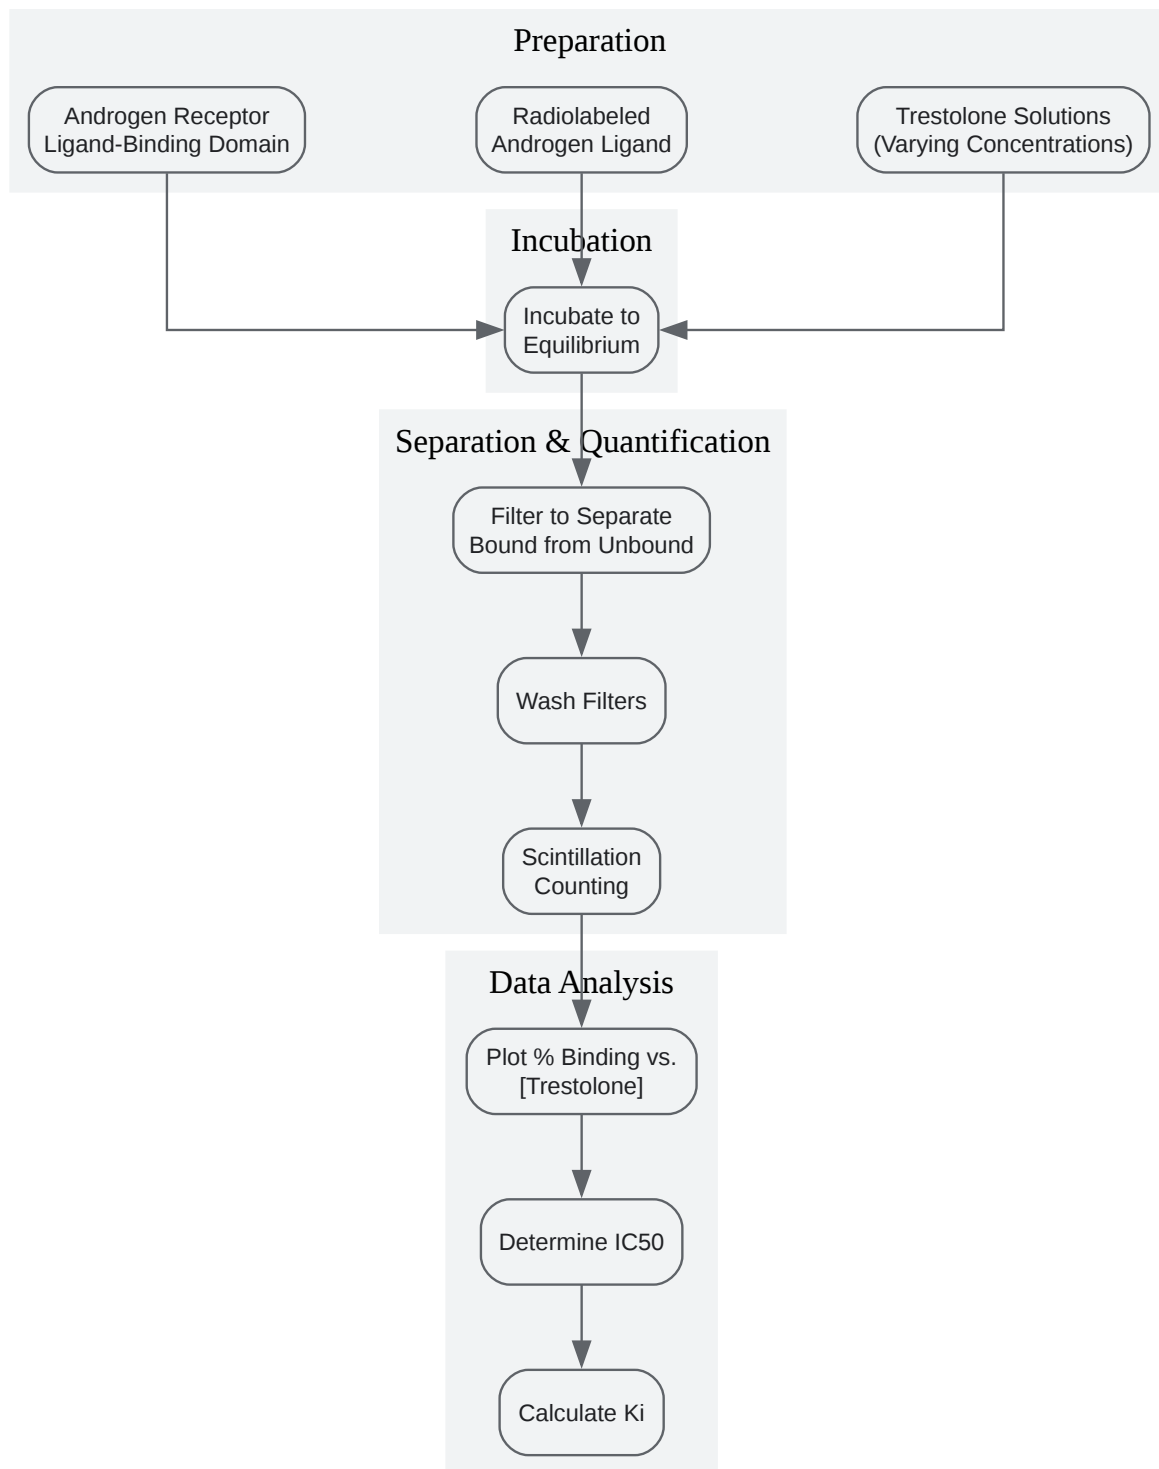 Preparation
Androgen Receptor
Ligand-Binding Domain
Radiolabeled
Androgen Ligand
Trestolone Solutions
(Varying Concentrations)
Incubation
Incubate to
Equilibrium
Separation & Quantification
Filter to Separate
Bound from Unbound
Wash Filters
Scintillation
Counting
Data Analysis
Plot % Binding vs.
[Trestolone]
Determine IC50
Calculate Ki